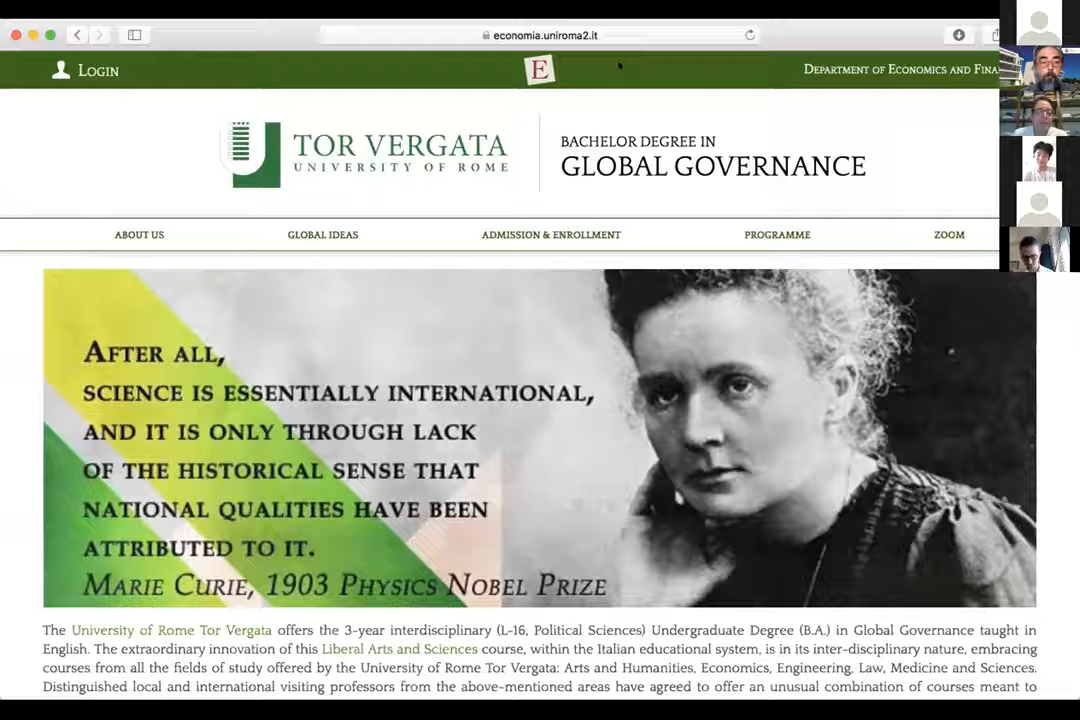 economia.uniroma2.it
Login
E
Department of Economics and Fina
TOR VERGATA
UNIVERSITY OF ROME
BACHELOR DEGREE IN
GLOBAL GOVERNANCE
ABOUT US
GLOBAL IDEAS
ADMISSION & ENROLLMENT
PROGRAMME
ZOOM
After all,
science is essentially international,
and it is only through lack
of the historical sense that
national qualities have been
attributed to it.
Marie Curie, 1903 Physics Nobel Prize
The University of Rome Tor Vergata offers the 3-year interdisciplinary (L-16, Political Sciences) Undergraduate Degree (B.A.) in Global Governance taught in
English. The extraordinary innovation of this Liberal Arts and Sciences course, within the Italian educational system, is in its inter-disciplinary nature, embracing
courses from all the fields of study offered by the University of Rome Tor Vergata: Arts and Humanities, Economics, Engineering, Law, Medicine and Sciences.
Distinguished local and international visiting professors from the above-mentioned areas have agreed to offer an unusual combination of courses meant to